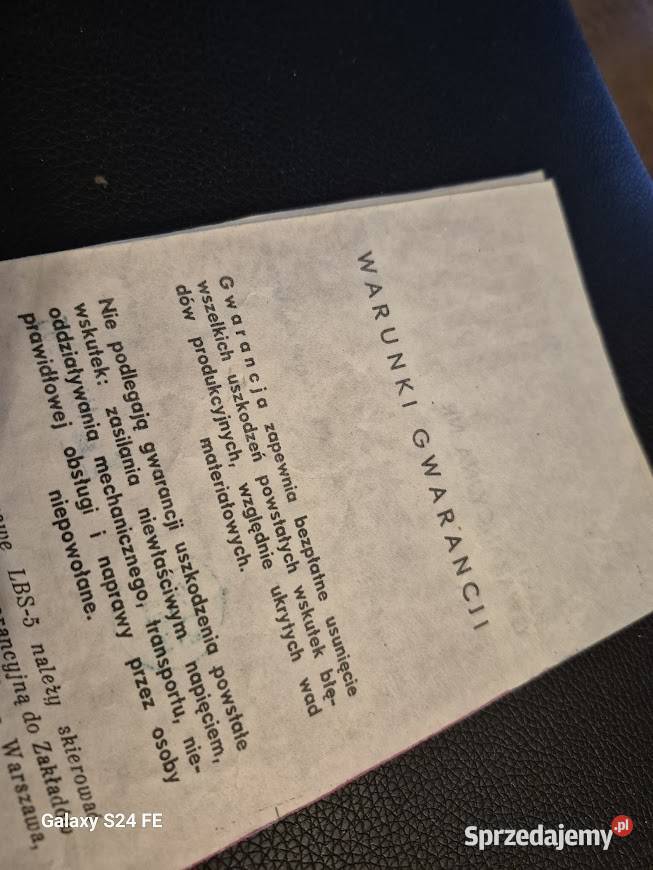 WARUNKI GWARANCJI
Gwarancja zapewnia bezpłatne usunięcie
wszelkich uszkodzeń powstałych wskutek błę-
dów produkcyjnych, względnie ukrytych wad
materiałowych.
Nie podlegają gwarancji uszkodzenia powstałe
wskutek: zasilania niewłaściwym napięciem,
oddziaływania mechanicznego, transportu, nie-
prawidłowej obsługi i naprawy przez osoby
niepowołane.
LBS-5 należy skierować
do Zakładów
Warszawa,
Galaxy S24 FE
Sprzedajemy.pl